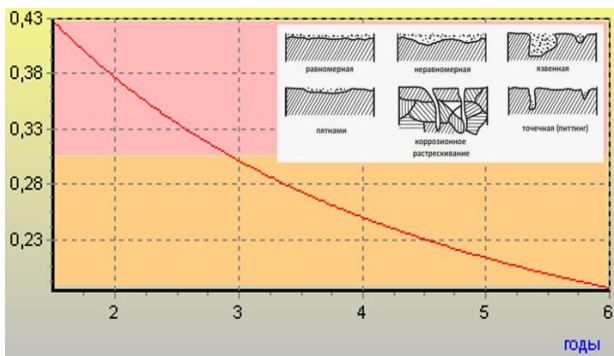 0,43
равномерная
неравномерная
язвенная
0,38
0,33
пятнами
коррозионное
растрескивание
точечная (питтинг)
0,28
0,23
2
3
4
5
6
годы